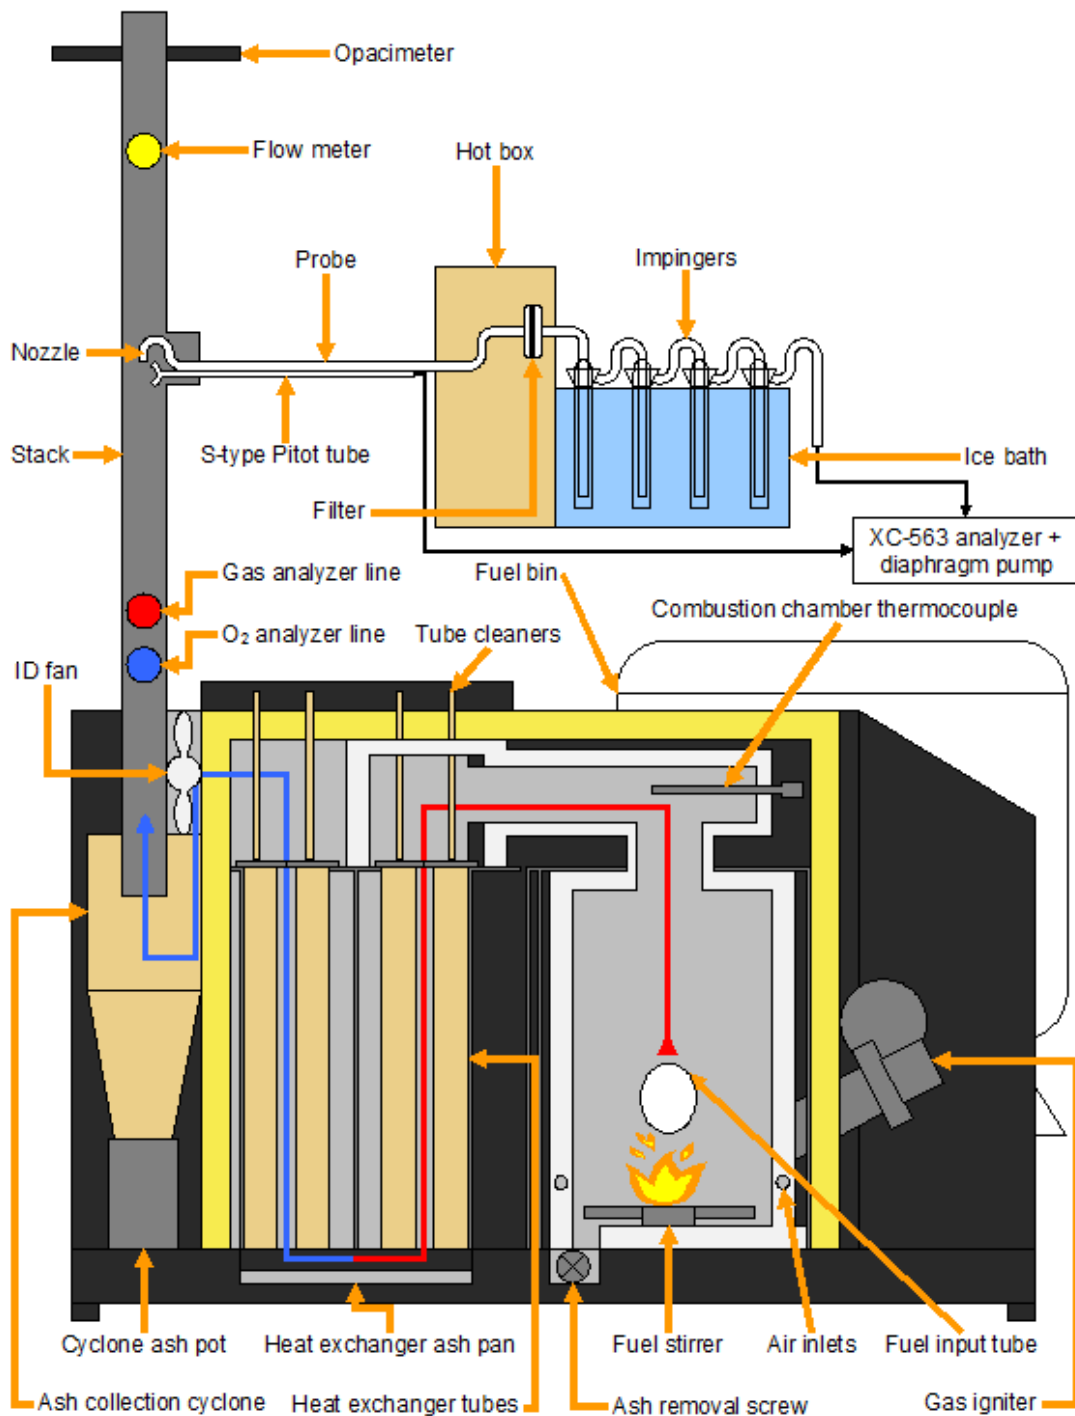 Opacimeter
Flow meter
Hot box
Probe
Impingers
Nozzle
Stack
S-type Pitot tube
Ice bath
Filter
XC-563 analyzer +
diaphragm pump
Gas analyzer line
Fuel bin
Combustion chamber thermocouple
O₂ analyzer line
Tube cleaners
ID fan
Cyclone ash pot
Heat exchanger ash pan
Fuel stirrer
Air inlets
Fuel input tube
Ash collection cyclone
Heat exchanger tubes
Ash removal screw
Gas igniter